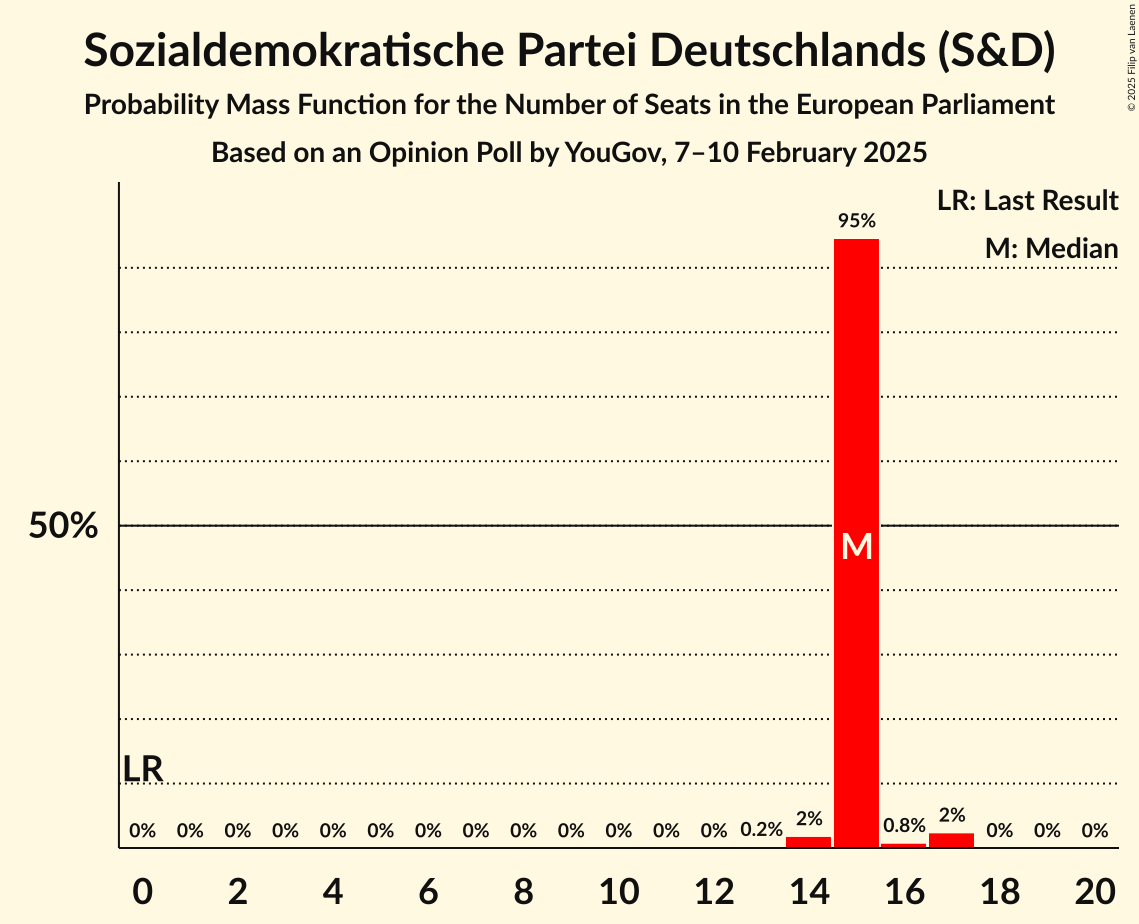 Sozialdemokratische Partei Deutschlands (S&D)
Probability Mass Function for the Number of Seats in the European Parliament
Based on an Opinion Poll by YouGov, 7–10 February 2025
© 2025 Filip van Laenen
LR: Last Result
M: Median
95%
50%
M
LR
0% 0% 0% 0% 0% 0% 0% 0% 0% 0% 0% 0% 0% 0.2% 2% 0.8% 2% 0% 0% 0%
0 2 4 6 8 10 12 14 16 18 20